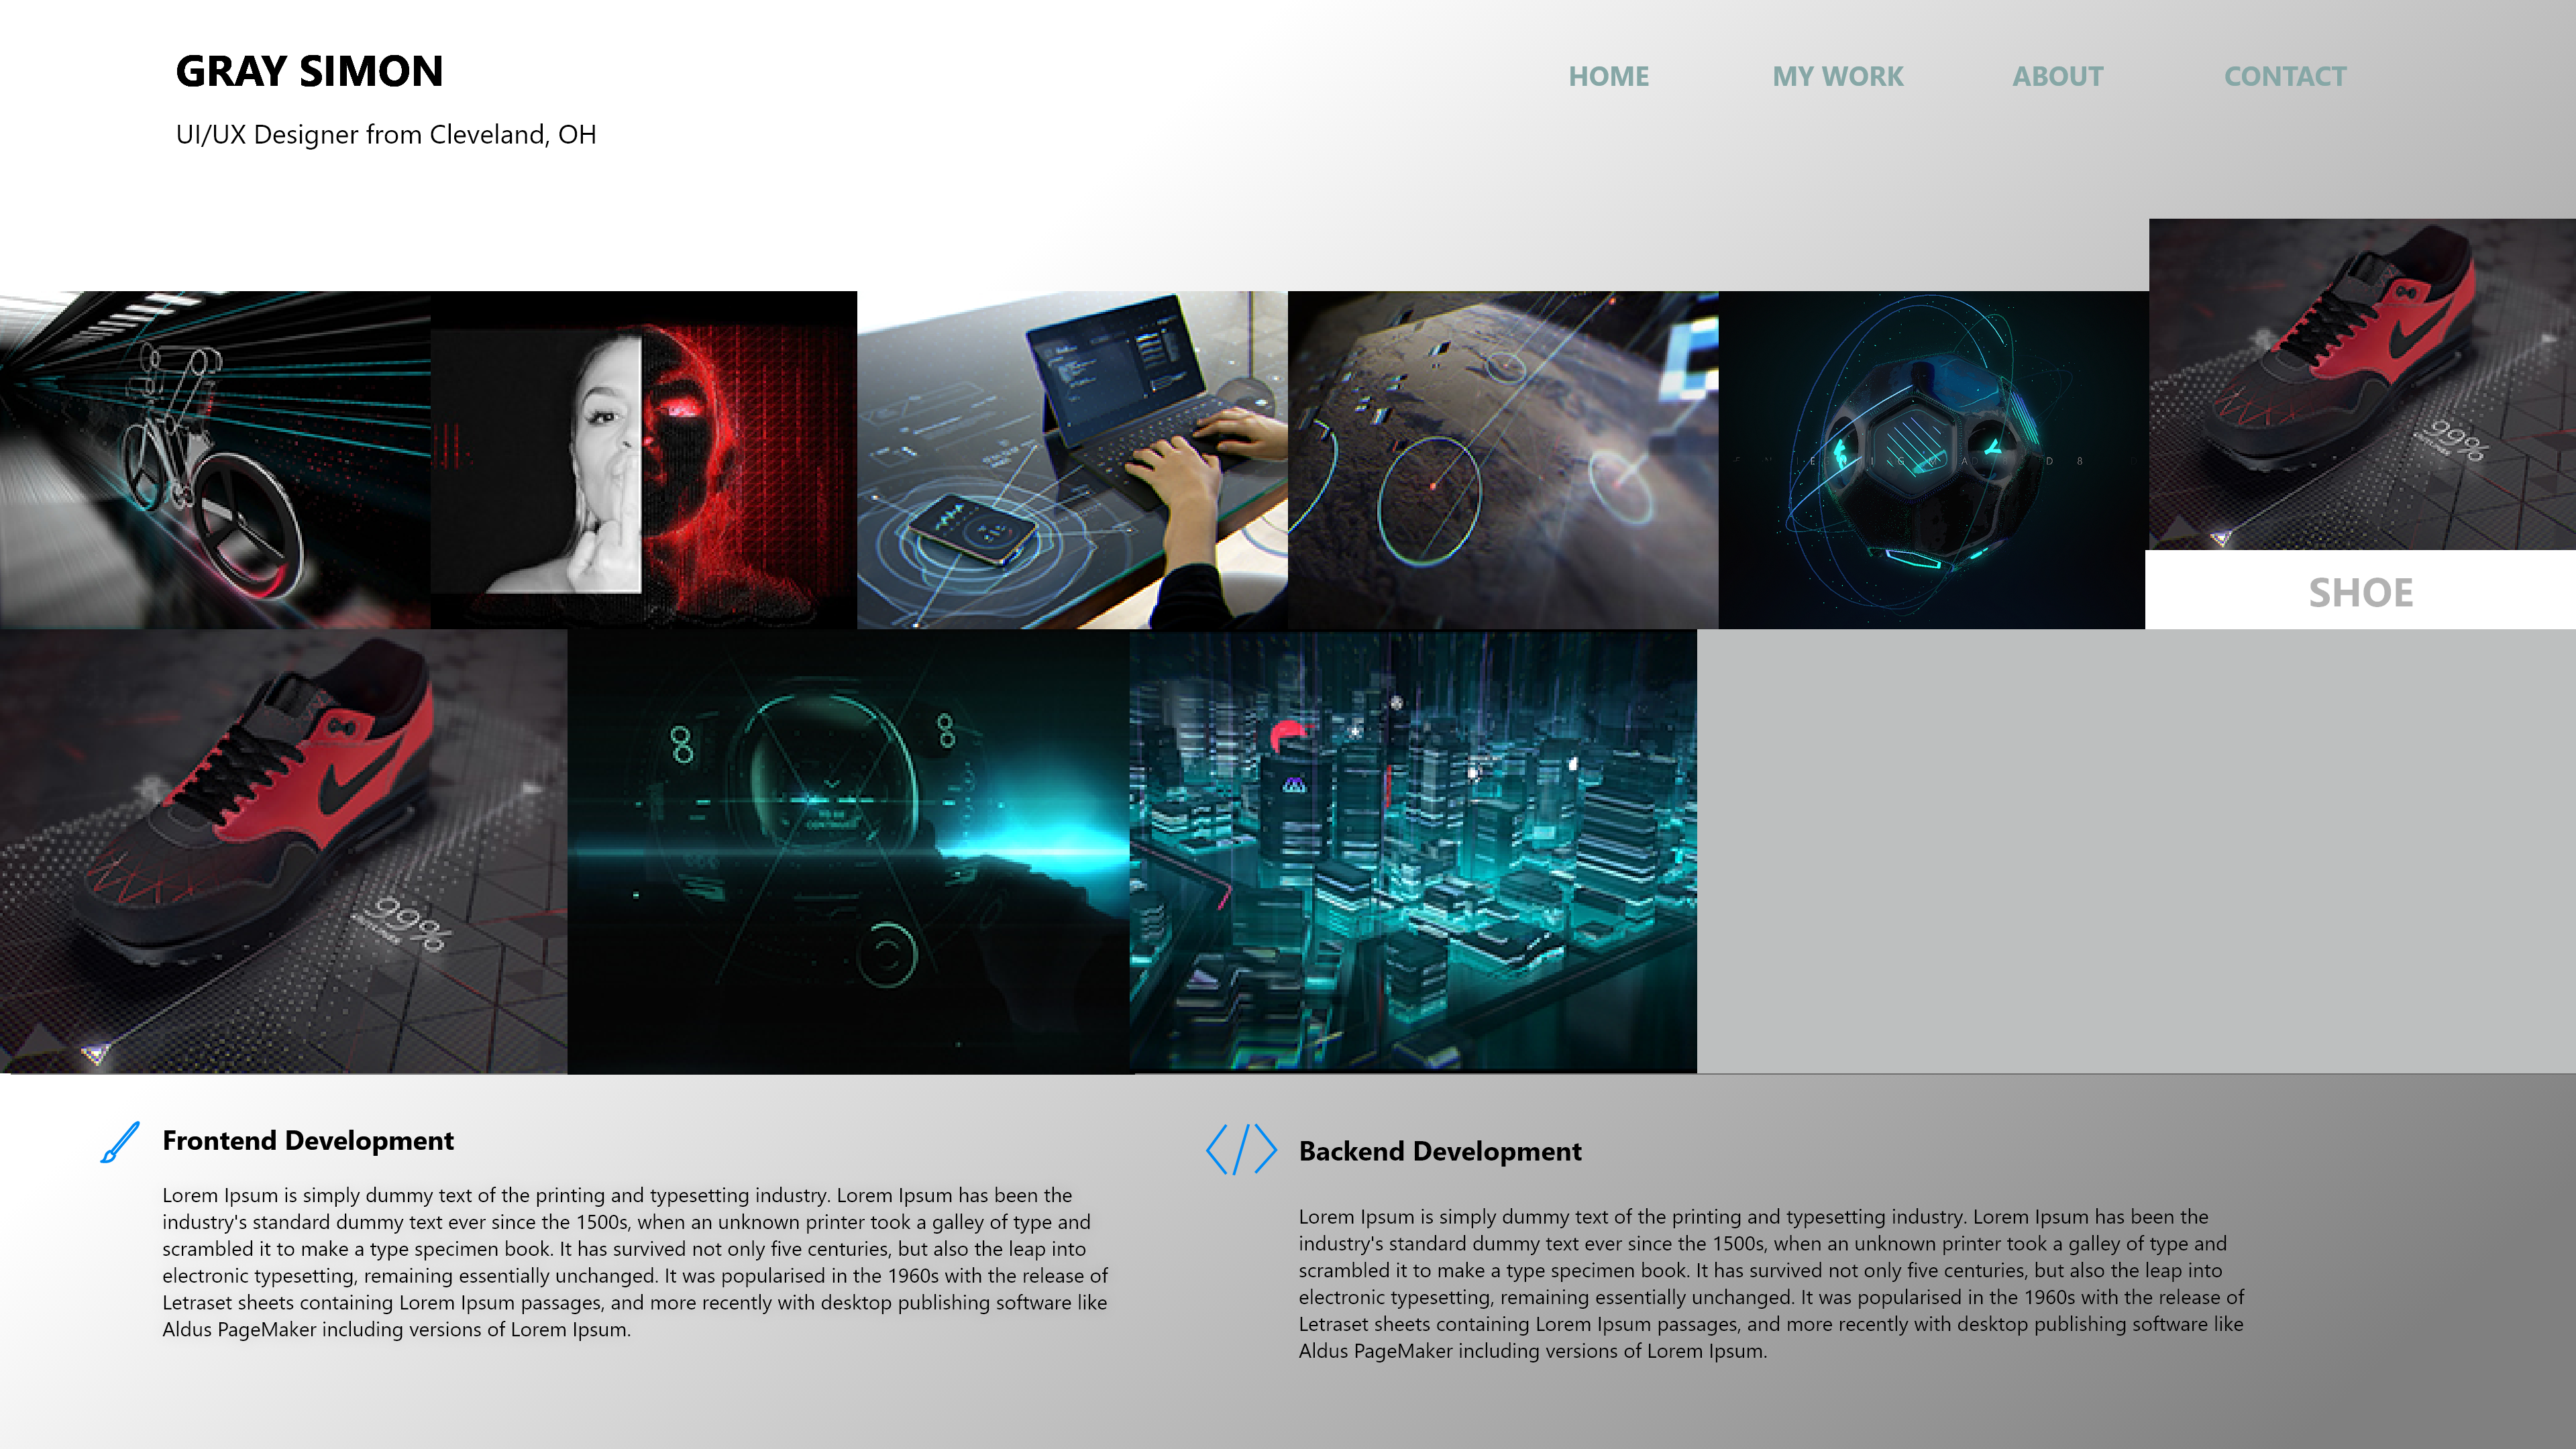 GRAY SIMON
HOME MY WORK ABOUT CONTACT
UI/UX Designer from Cleveland, OH
99%
SHOE
99%
Frontend Development
Lorem Ipsum is simply dummy text of the printing and typesetting industry. Lorem Ipsum has been the
industry's standard dummy text ever since the 1500s, when an unknown printer took a galley of type and
scrambled it to make a type specimen book. It has survived not only five centuries, but also the leap into
electronic typesetting, remaining essentially unchanged. It was popularised in the 1960s with the release of
Letraset sheets containing Lorem Ipsum passages, and more recently with desktop publishing software like
Aldus PageMaker including versions of Lorem Ipsum.
Backend Development
Lorem Ipsum is simply dummy text of the printing and typesetting industry. Lorem Ipsum has been the
industry's standard dummy text ever since the 1500s, when an unknown printer took a galley of type and
scrambled it to make a type specimen book. It has survived not only five centuries, but also the leap into
electronic typesetting, remaining essentially unchanged. It was popularised in the 1960s with the release of
Letraset sheets containing Lorem Ipsum passages, and more recently with desktop publishing software like
Aldus PageMaker including versions of Lorem Ipsum.